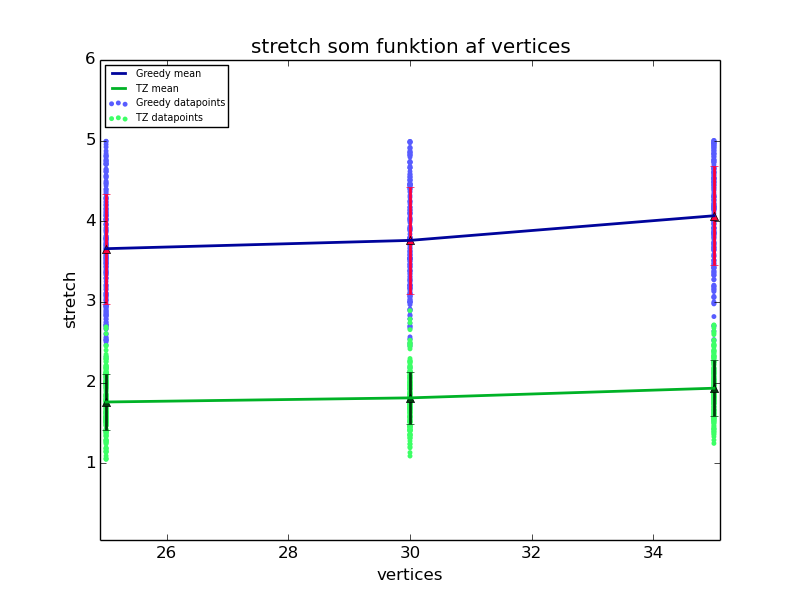 stretch som funktion af vertices
6
Greedy mean
TZ mean
Greedy datapoints
TZ datapoints
5
4
3
2
1
stretch
26
28
30
32
34
vertices